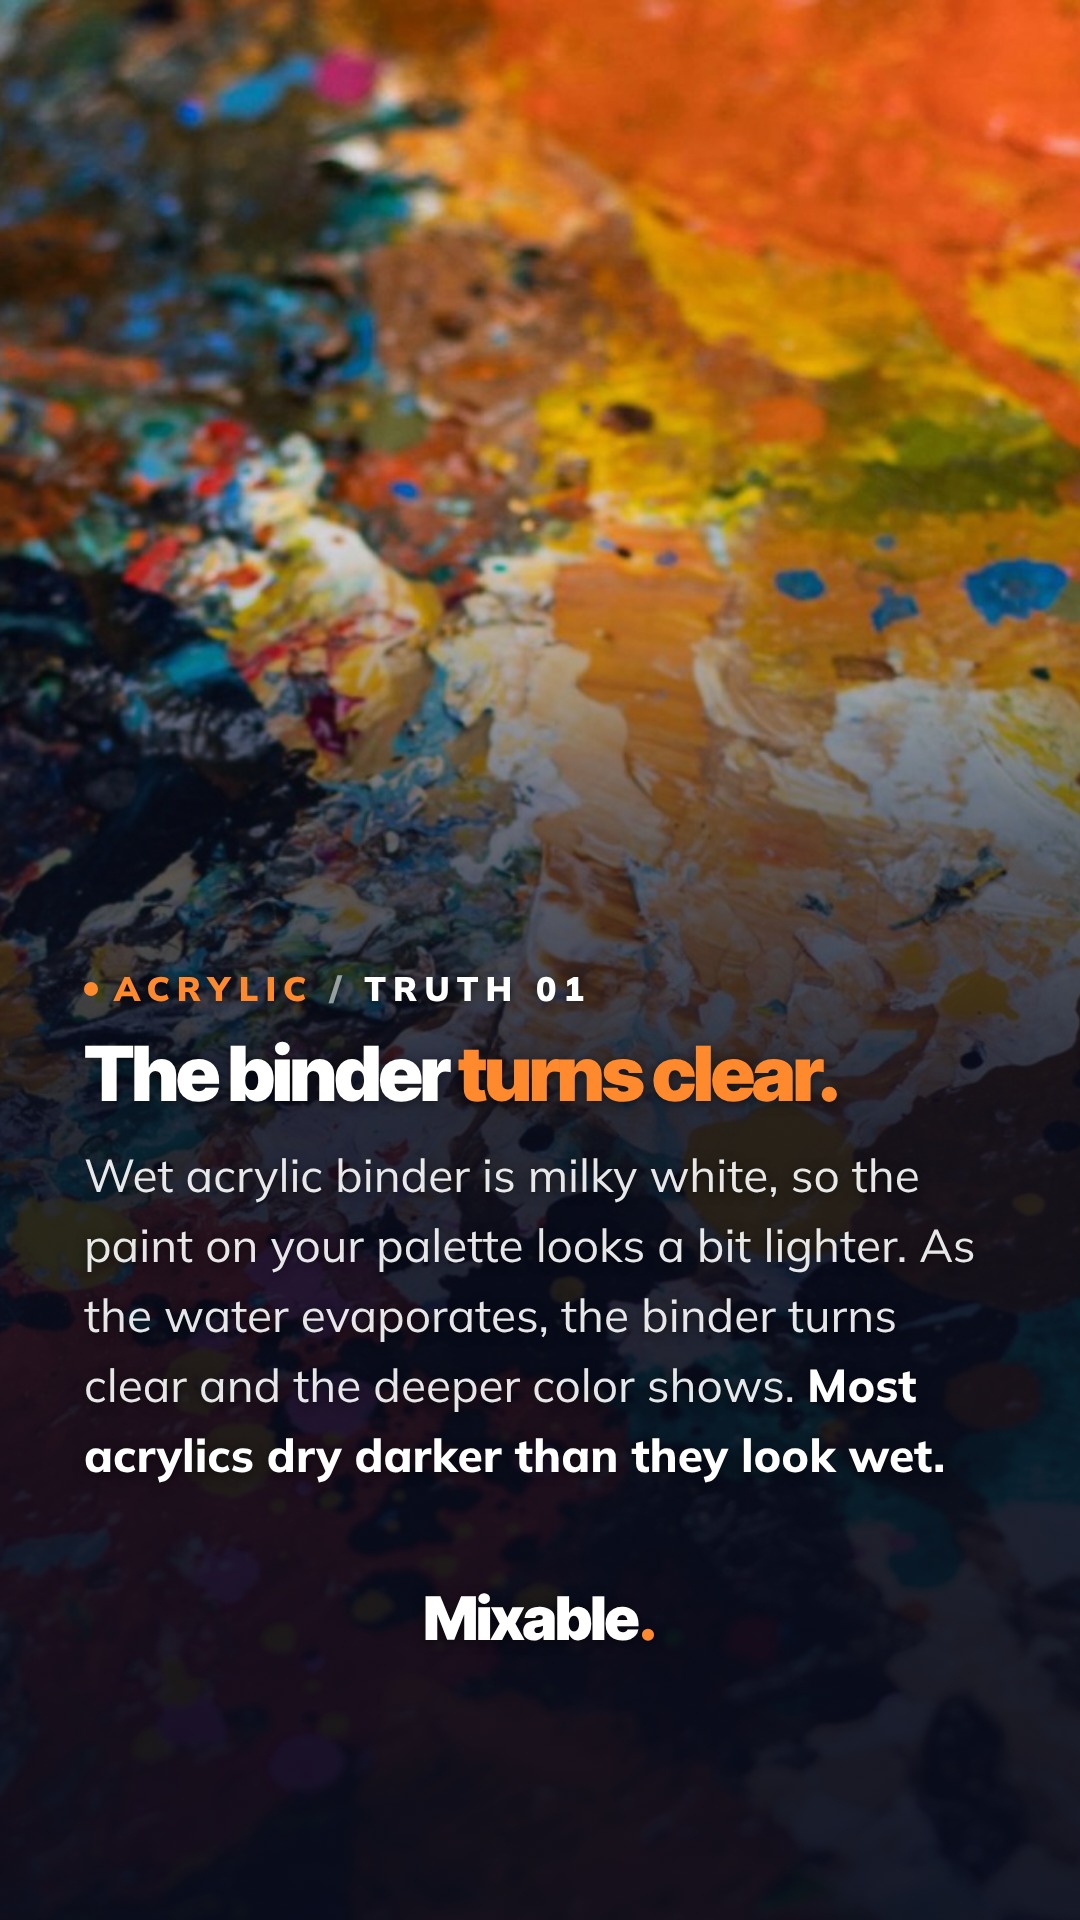 • ACRYLIC / TRUTH 01
The binder turns clear.
Wet acrylic binder is milky white, so the
paint on your palette looks a bit lighter. As
the water evaporates, the binder turns
clear and the deeper color shows. Most
acrylics dry darker than they look wet.
Mixable.